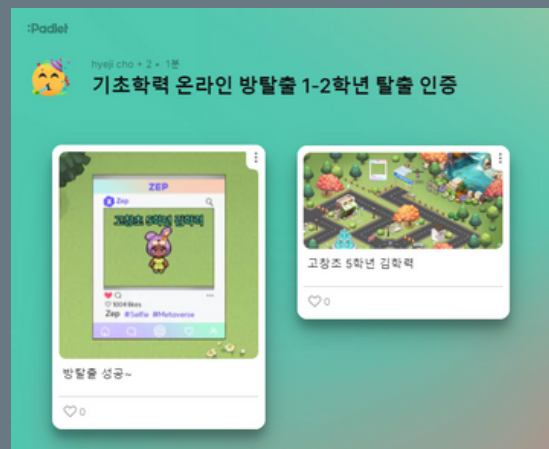 :Padlet
hyeji cho + 2 • 1분
기초학력 온라인 방탈출 1-2학년 탈출 인증
ZEP
Zep
고창초 5학년 김학력
1004 likes
Zep #Selfie #Metaverse
방탈출 성공~
0
고창초 5학년 김학력
0